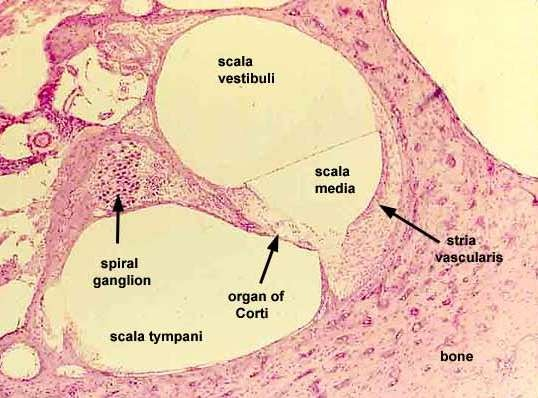 scala
vestibuli
scala
media
stria
vascularis
spiral
ganglion
organ of
Corti
scala tympani
bone